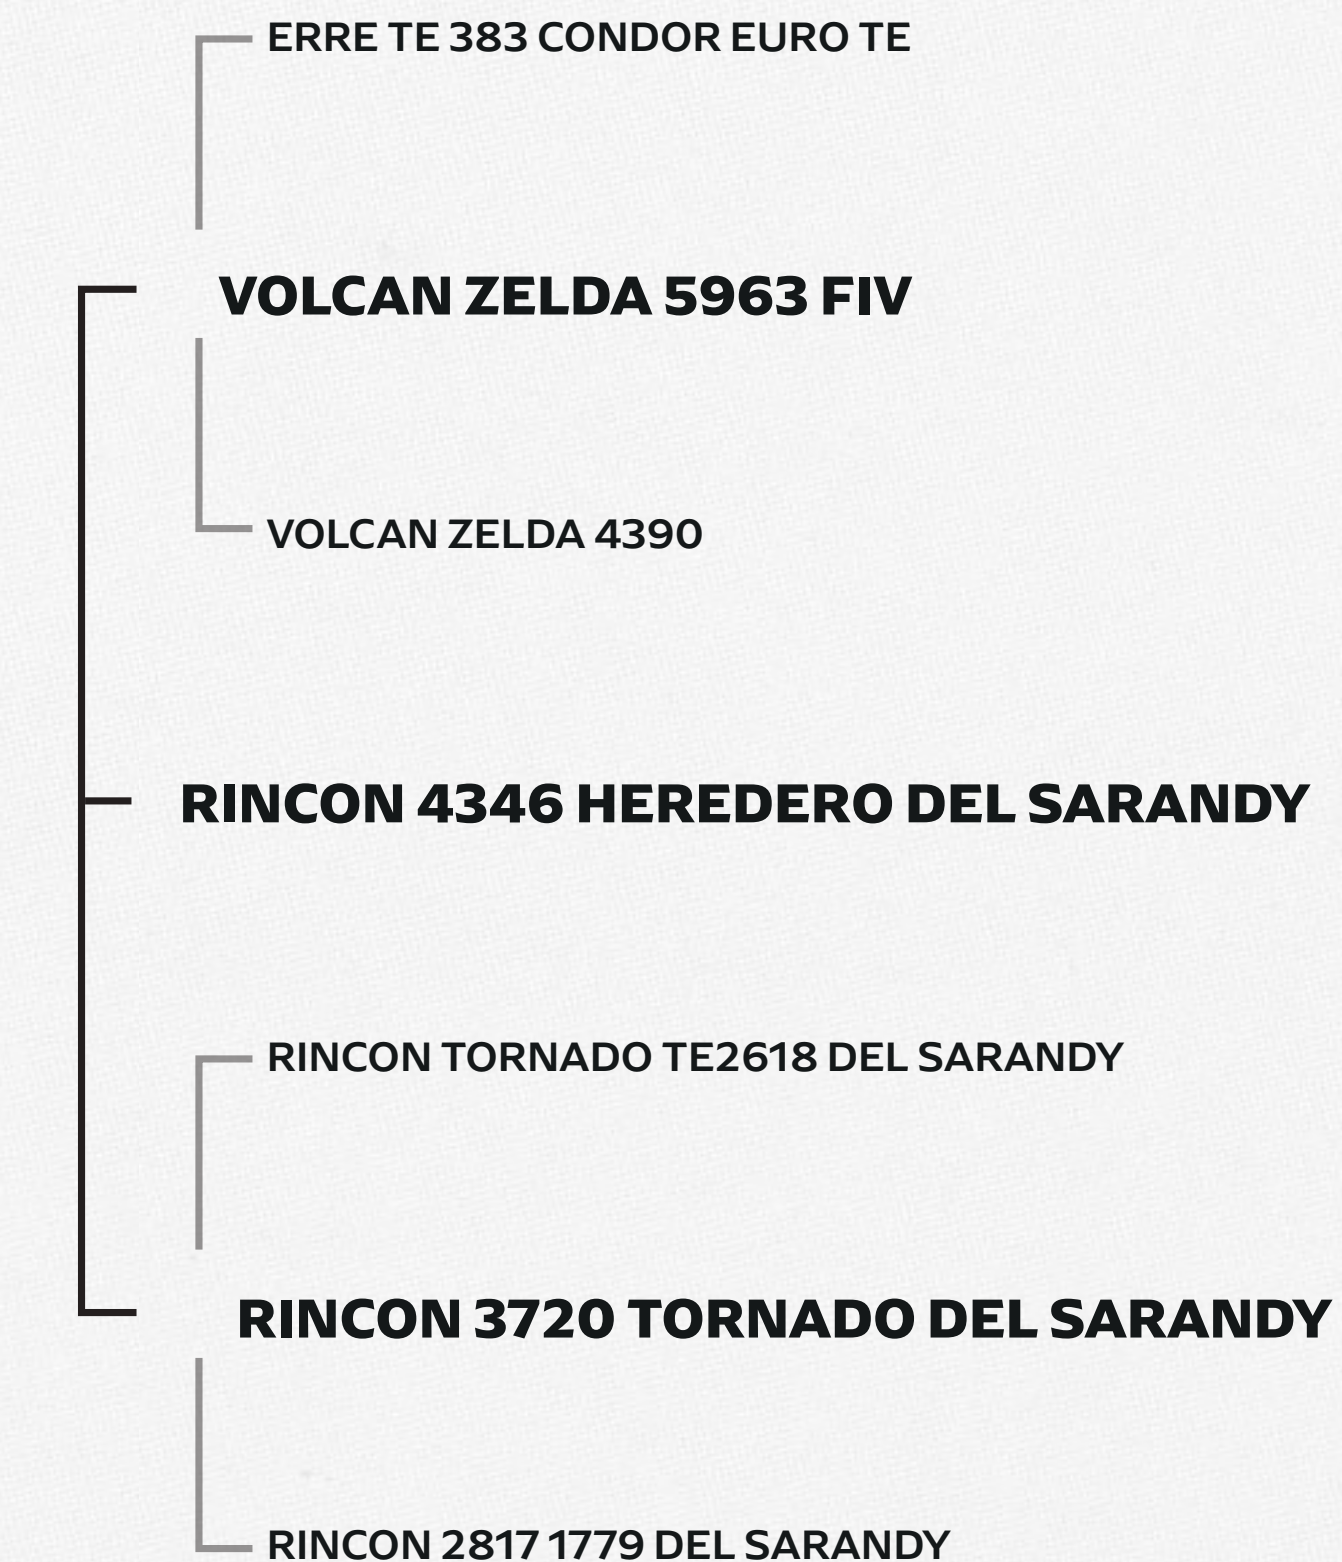 ERRE TE 383 CONDOR EURO TE
VOLCAN ZELDA 5963 FIV
VOLCAN ZELDA 4390
RINCON 4346 HEREDERO DEL SARANDY
RINCON TORNADO TE2618 DEL SARANDY
RINCON 3720 TORNADO DEL SARANDY
RINCON 2817 1779 DEL SARANDY